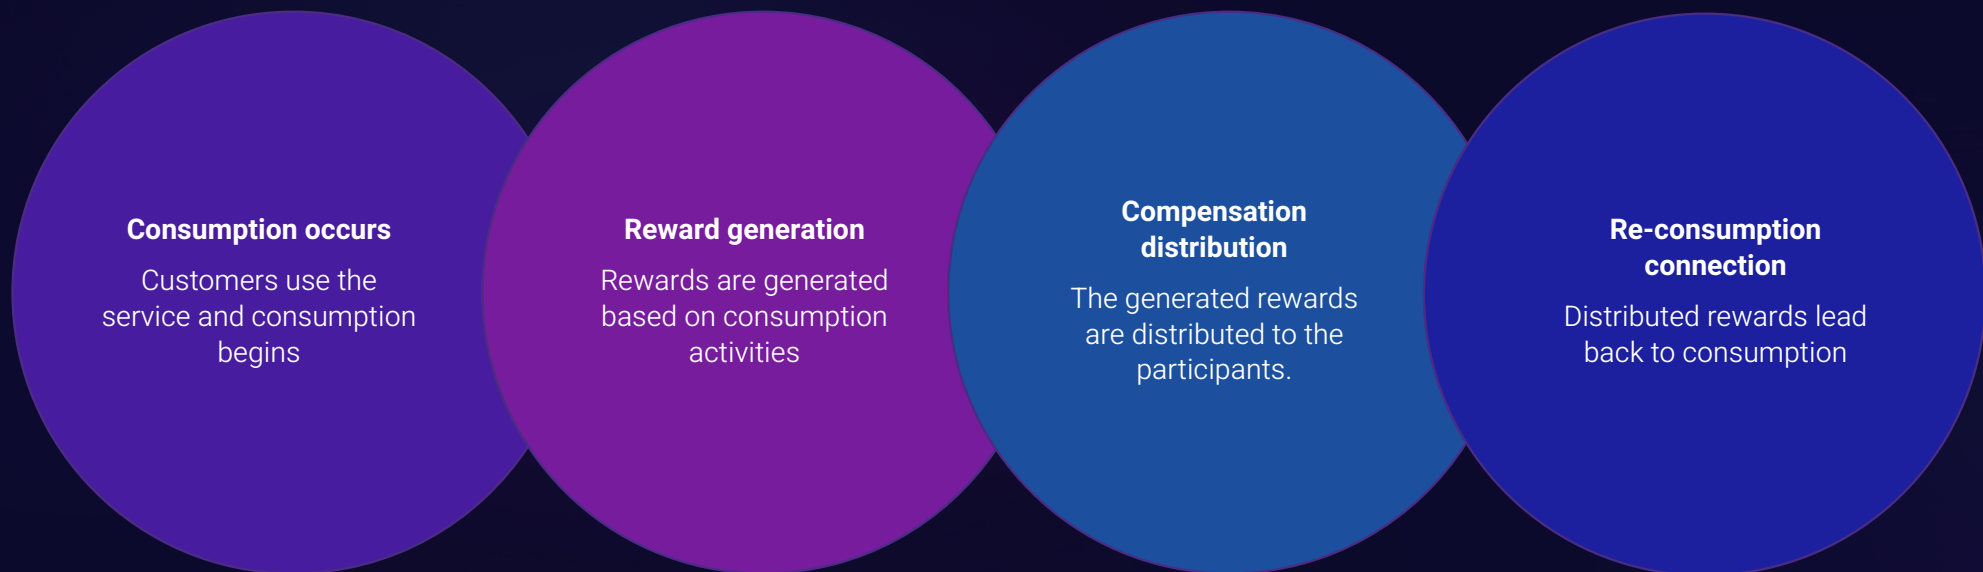 Consumption occurs
Customers use the
service and consumption
begins
Reward generation
Rewards are generated
based on consumption
activities
Compensation
distribution
The generated rewards
are distributed to the
participants.
Re-consumption
connection
Distributed rewards lead
back to consumption